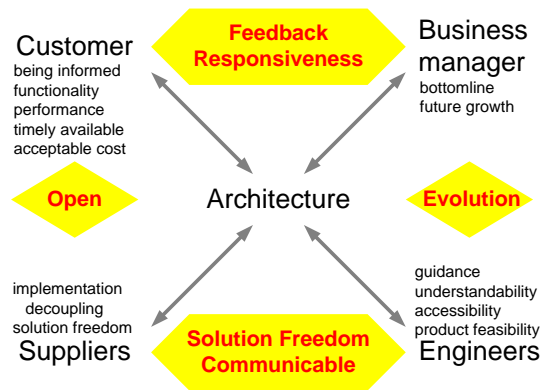 Customer
being informed
functionality
performance
timely available
acceptable cost
Feedback
Responsiveness
Business
manager
bottomline
future growth
Open
Architecture
Evolution
implementation
decoupling
solution freedom
Suppliers
Solution Freedom
Communicable
guidance
understandability
accessibility
product feasibility
Engineers